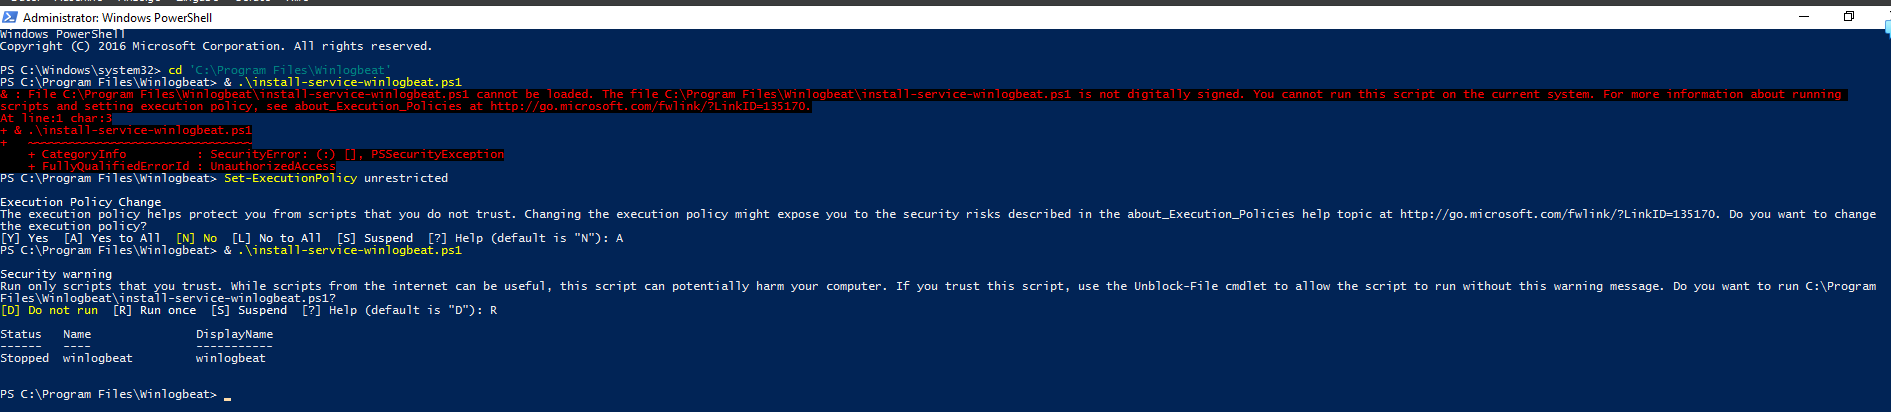 Administrator: Windows PowerShell
Windows PowerShell
Copyright (C) 2016 Microsoft Corporation. All rights reserved.
PS C:\Windows\system32> cd 'C:\Program Files\Winlogbeat'
PS C:\Program Files\Winlogbeat> & .\install-service-winlogbeat.ps1
& : File C:\Program Files\Winlogbeat\install-service-winlogbeat.ps1 cannot be loaded. The file C:\Program Files\Winlogbeat\install-service-winlogbeat.ps1 is not digitally signed. You cannot run this script on the current system. For more information about running
scripts and setting execution policy, see about_Execution_Policies at http://go.microsoft.com/fwlink/?LinkID=135170.
At line:1 char:3
+ & .\install-service-winlogbeat.ps1
+   ~~~~~~~~~~~~~~~~~~~~~~~~~~~~~~~~
    + CategoryInfo          : SecurityError: (:) [], PSSecurityException
    + FullyQualifiedErrorId : UnauthorizedAccess
PS C:\Program Files\Winlogbeat> Set-ExecutionPolicy unrestricted
Execution Policy Change
The execution policy helps protect you from scripts that you do not trust. Changing the execution policy might expose you to the security risks described in the about_Execution_Policies help topic at http://go.microsoft.com/fwlink/?LinkID=135170. Do you want to change
the execution policy?
[Y] Yes  [A] Yes to All  [N] No  [L] No to All  [S] Suspend  [?] Help (default is "N"): A
PS C:\Program Files\Winlogbeat> & .\install-service-winlogbeat.ps1
Security warning
Run only scripts that you trust. While scripts from the internet can be useful, this script can potentially harm your computer. If you trust this script, use the Unblock-File cmdlet to allow the script to run without this warning message. Do you want to run C:\Program
Files\Winlogbeat\install-service-winlogbeat.ps1?
[D] Do not run  [R] Run once  [S] Suspend  [?] Help (default is "D"): R
Status   Name               DisplayName
------   ----               -----------
Stopped  winlogbeat         winlogbeat
PS C:\Program Files\Winlogbeat>